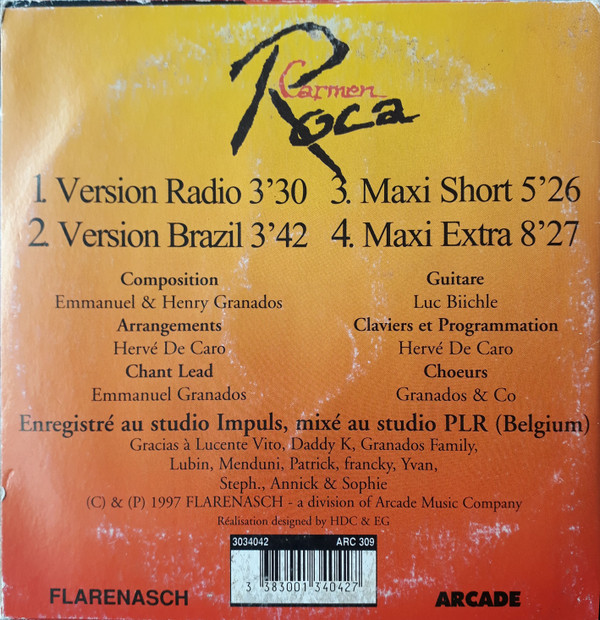 Carmen
Roca
1. Version Radio 3'30
2. Version Brazil 3'42
3. Maxi Short 5'26
4. Maxi Extra 8'27
Composition
Emmanuel & Henry Granados
Arrangements
Hervé De Caro
Chant Lead
Emmanuel Granados
Guitare
Luc Biichle
Claviers et Programmation
Hervé De Caro
Choeurs
Granados & Co
Enregistré au studio Impuls, mixé au studio PLR (Belgium)
Gracias à Lucente Vito, Daddy K, Granados Family,
Lubin, Menduni, Patrick, francky, Yvan,
Steph., Annick & Sophie
(C) & (P) 1997 FLARENASCH - a division of Arcade Music Company
Réalisation designed by HDC & EG
3034042 ARC 309
3 383001 340427
FLARENASCH
ARCADE